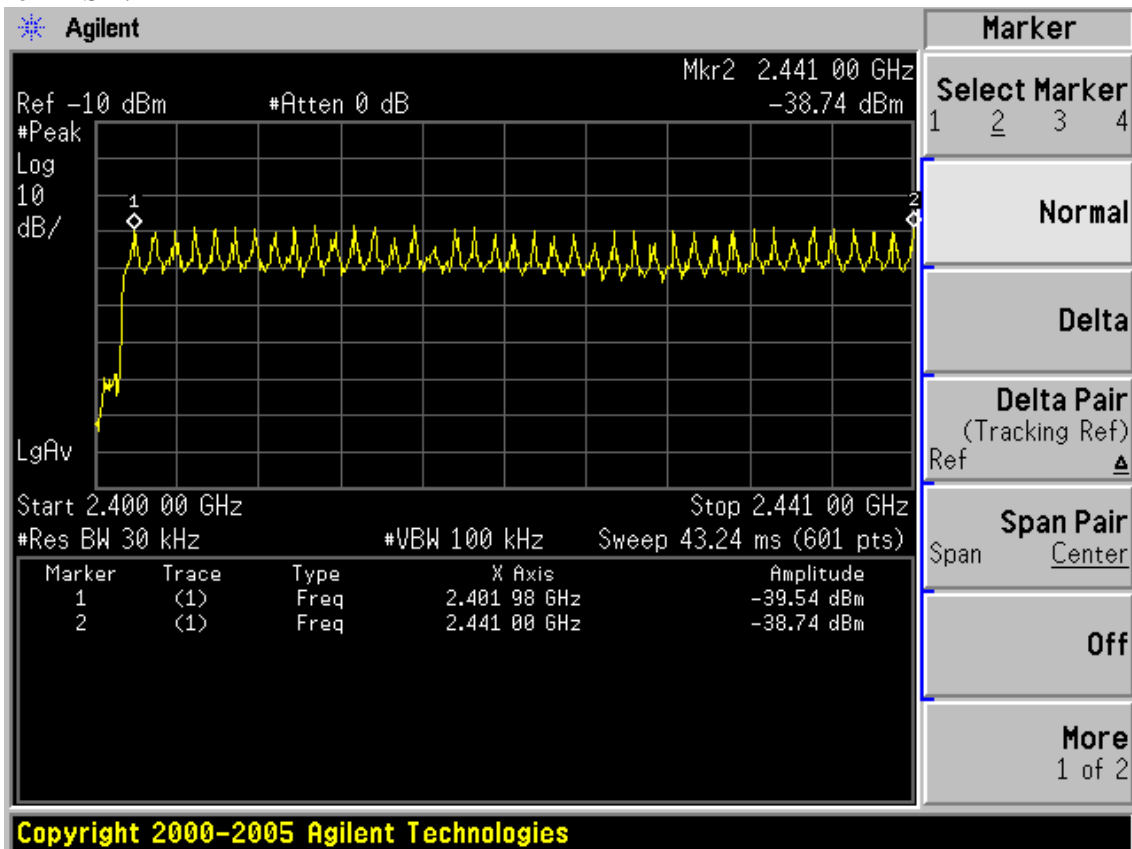 Agilent
Marker
Mkr2 2.441 00 GHz
Ref -10 dBm #Atten 0 dB -38.74 dBm
#Peak
Log
10
dB/
1
2
LgAv
Start 2.400 00 GHz Stop 2.441 00 GHz
#Res BW 30 kHz #VBW 100 kHz Sweep 43.24 ms (601 pts)
Marker Trace Type X Axis Amplitude
1 (1) Freq 2.401 98 GHz -39.54 dBm
2 (1) Freq 2.441 00 GHz -38.74 dBm
Select Marker
1 2 3 4
Normal
Delta
Delta Pair
(Tracking Ref)
Ref Δ
Span Pair
Span Center
Off
More
1 of 2
Copyright 2000-2005 Agilent Technologies